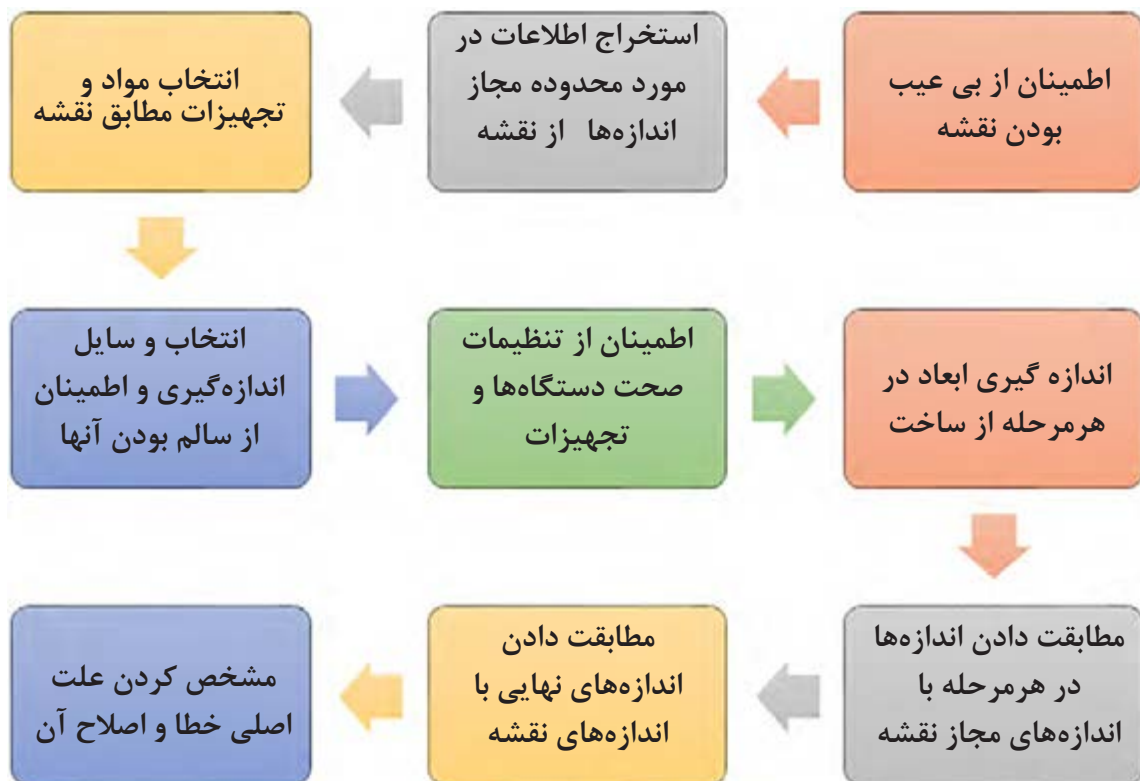 اطمینان از بی عیب
بودن نقشه
استخراج اطلاعات در
مورد محدوده مجاز
اندازه‌ها از نقشه
انتخاب مواد و
تجهیزات مطابق نقشه
انتخاب و سایل
اندازه‌گیری و اطمینان
از سالم بودن آنها
اطمینان از تنظیمات
صحت دستگاه‌ها و
تجهیزات
اندازه گیری ابعاد در
هرمرحله از ساخت
مطابقت دادن اندازه‌ها
در هرمرحله با
اندازه‌های مجاز نقشه
مطابقت دادن
اندازه‌های نهایی با
اندازه‌های نقشه
مشخص کردن علت
اصلی خطا و اصلاح آن